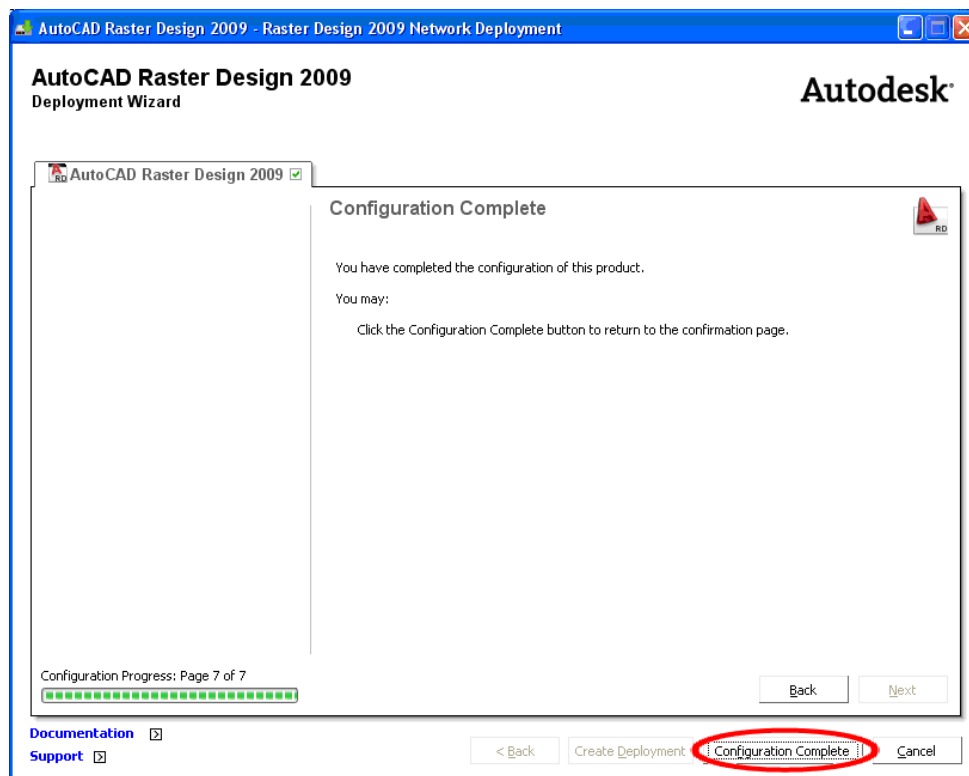 AutoCAD Raster Design 2009 - Raster Design 2009 Network Deployment
AutoCAD Raster Design 2009
Deployment Wizard
Autodesk
AutoCAD Raster Design 2009
Configuration Complete
RD
You have completed the configuration of this product.
You may:
Click the Configuration Complete button to return to the confirmation page.
Configuration Progress: Page 7 of 7
Back Next
Documentation
Support
< Back Create Deployment Configuration Complete Cancel